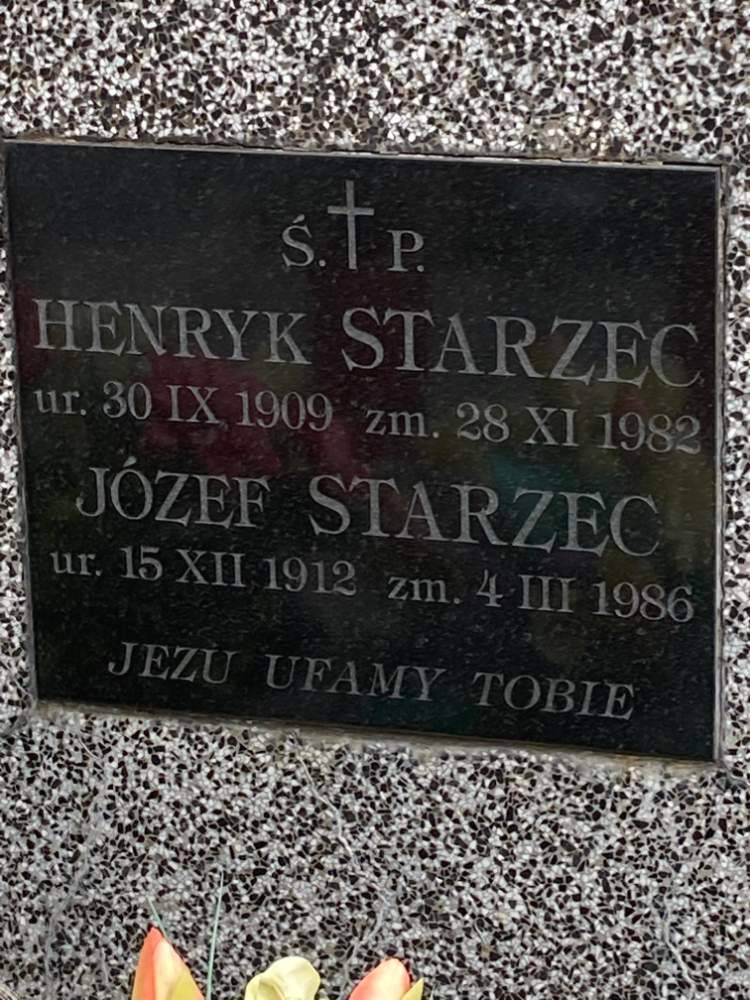 Ś. P.
HENRYK STARZEC
ur. 30 IX 1909 zm. 28 XI 1982
JÓZEF STARZEC
ur. 15 XII 1912 zm. 4 III 1986
JEZU UFAMY TOBIE